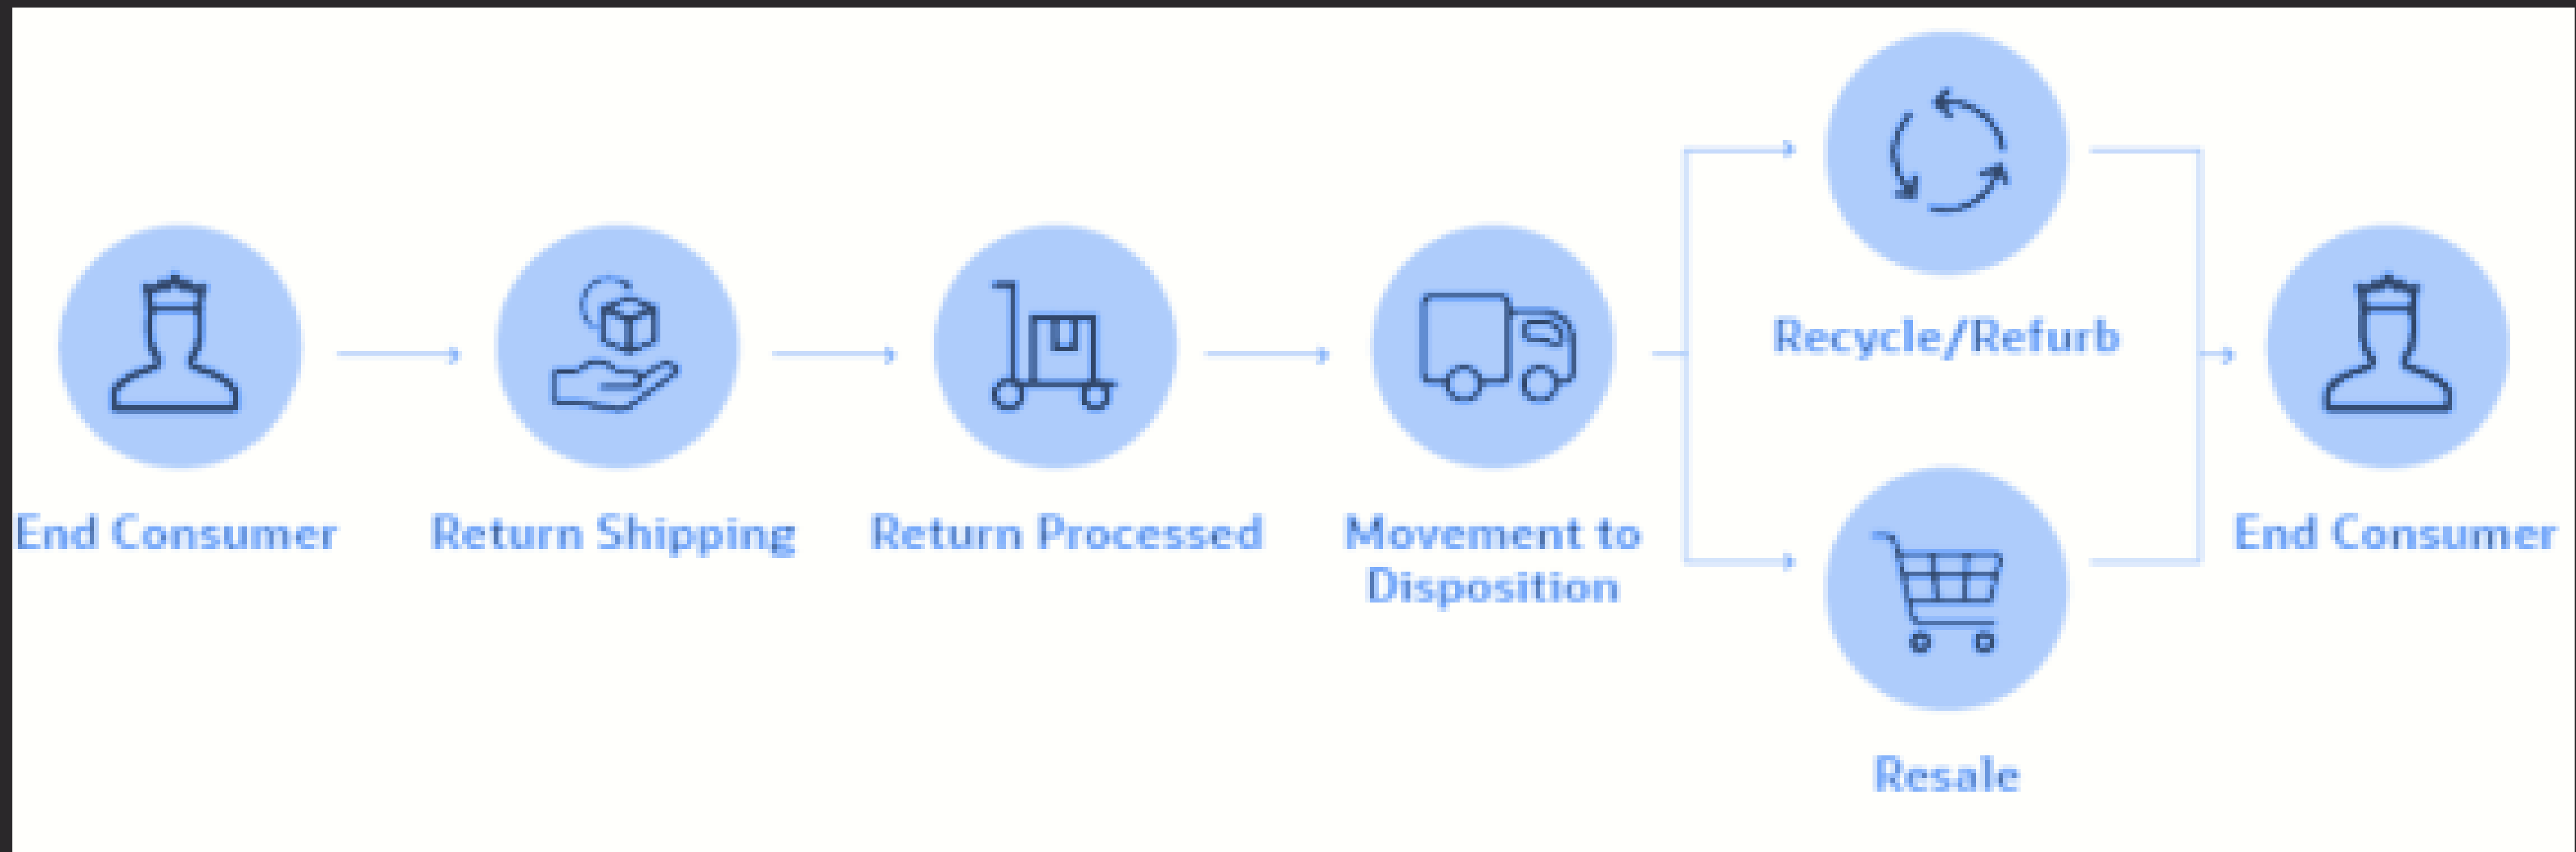 End Consumer
Return Shipping
Return Processed
Movement to
Disposition
Recycle/Refurb
Resale
End Consumer